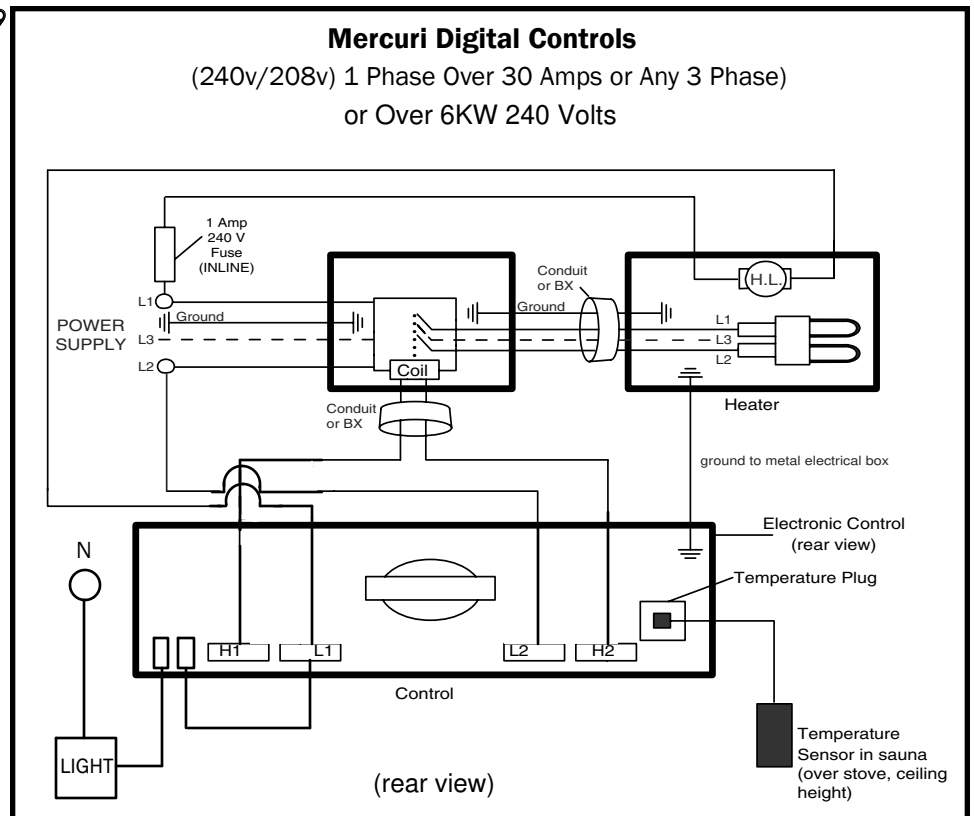 Mercuri Digital Controls
(240v/208v) 1 Phase Over 30 Amps or Any 3 Phase)
or Over 6KW 240 Volts
1 Amp
240 V
Fuse
(INLINE)
Conduit
or BX
H.L.
L1
Ground
Ground
L1
POWER
SUPPLY
L3
L3
L2
L2
Coil
Heater
Conduit
or BX
ground to metal electrical box
Electronic Control
(rear view)
N
Temperature Plug
H1
L1
L2
H2
Control
LIGHT
(rear view)
Temperature
Sensor in sauna
(over stove, ceiling
height)